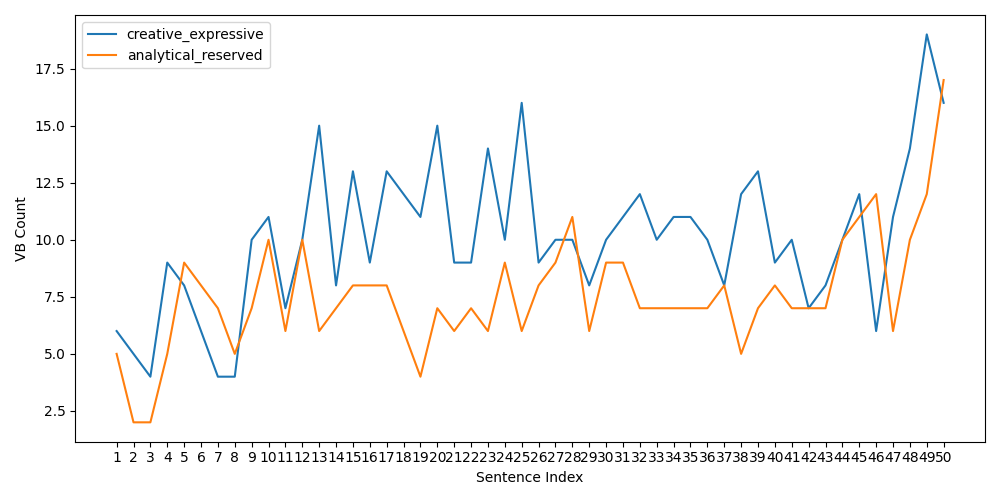 creative_expressive
analytical_reserved
17.5
15.0
12.5
10.0
7.5
5.0
2.5
VB Count
1 2 3 4 5 6 7 8 9 10 11 12 13 14 15 16 17 18 19 20 21 22 23 24 25 26 27 28 29 30 31 32 33 34 35 36 37 38 39 40 41 42 43 44 45 46 47 48 49 50
Sentence Index